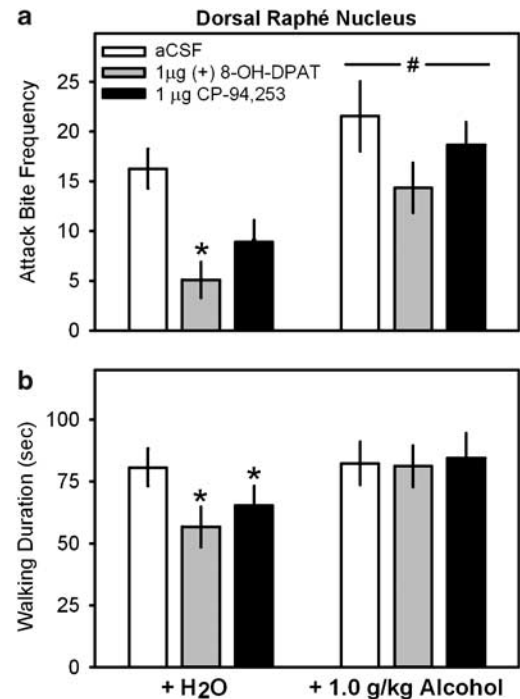 a
Dorsal Raphé Nucleus
aCSF
1µg (+) 8-OH-DPAT
1 µg CP-94,253
#
Attack Bite Frequency
25
20
15
10
5
0
*
b
Walking Duration (sec)
100
75
50
25
0
*
*
+ H2O
+ 1.0 g/kg Alcohol